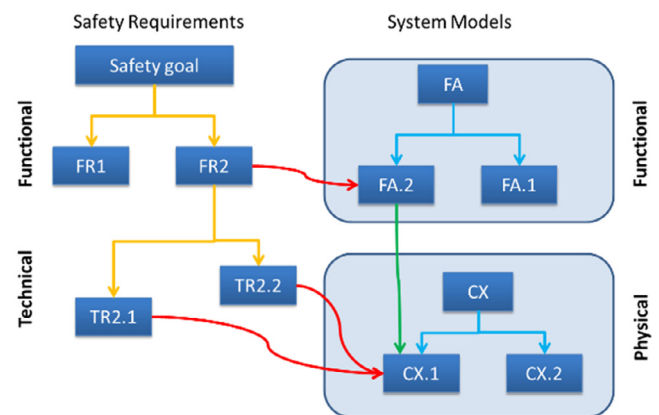 Safety Requirements
System Models
Safety goal
FA
Functional
Functional
FR1
FR2
FA.2
FA.1
Technical
TR2.2
CX
Physical
TR2.1
CX.1
CX.2